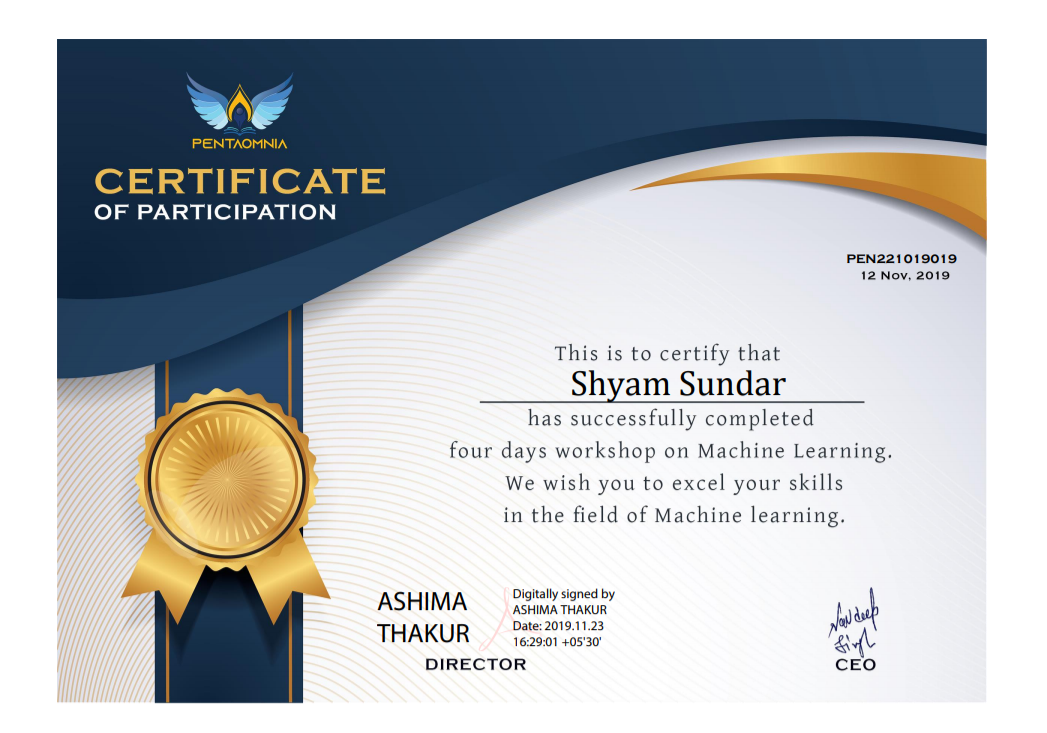 PENTAOMNIA
CERTIFICATE
OF PARTICIPATION
PEN221019019
12 Nov, 2019
This is to certify that
Shyam Sundar
has successfully completed
four days workshop on Machine Learning.
We wish you to excel your skills
in the field of Machine learning.
ASHIMA
THAKUR
Digitally signed by
ASHIMA THAKUR
Date: 2019.11.23
16:29:01 +05'30'
DIRECTOR
Navdeep
Singh
CEO